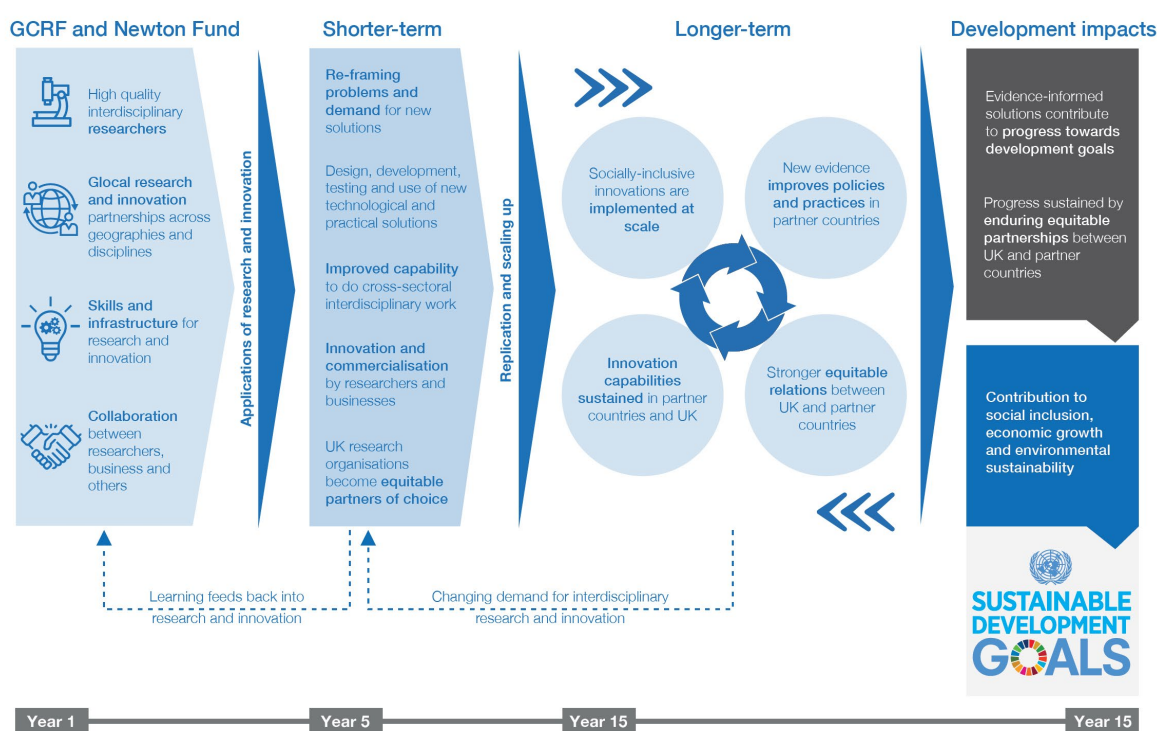 GCRF and Newton Fund
High quality
interdisciplinary
researchers
Glocal research
and innovation
partnerships across
geographies and
disciplines
Skills and
infrastructure for
research and
innovation
Collaboration
between
researchers,
business and
others
Applications of research and innovation
Shorter-term
Re-framing
problems and
demand for new
solutions
Design, development,
testing and use of new
technological and
practical solutions
Improved capability
to do cross-sectoral
interdisciplinary work
Innovation and
commercialisation
by researchers and
businesses
UK research
organisations
become equitable
partners of choice
Replication and scaling up
Longer-term
Socially-inclusive
innovations are
implemented at
scale
New evidence
improves policies
and practices in
partner countries
Innovation
capabilities
sustained in partner
countries and UK
Stronger equitable
relations between
UK and partner
countries
Development impacts
Evidence-informed
solutions contribute
to progress towards
development goals
Progress sustained by
enduring equitable
partnerships between
UK and partner
countries
Contribution to
social inclusion,
economic growth
and environmental
sustainability
SUSTAINABLE
DEVELOPMENT
GOALS
Learning feeds back into
research and innovation
Changing demand for interdisciplinary
research and innovation
Year 1
Year 5
Year 15
Year 15